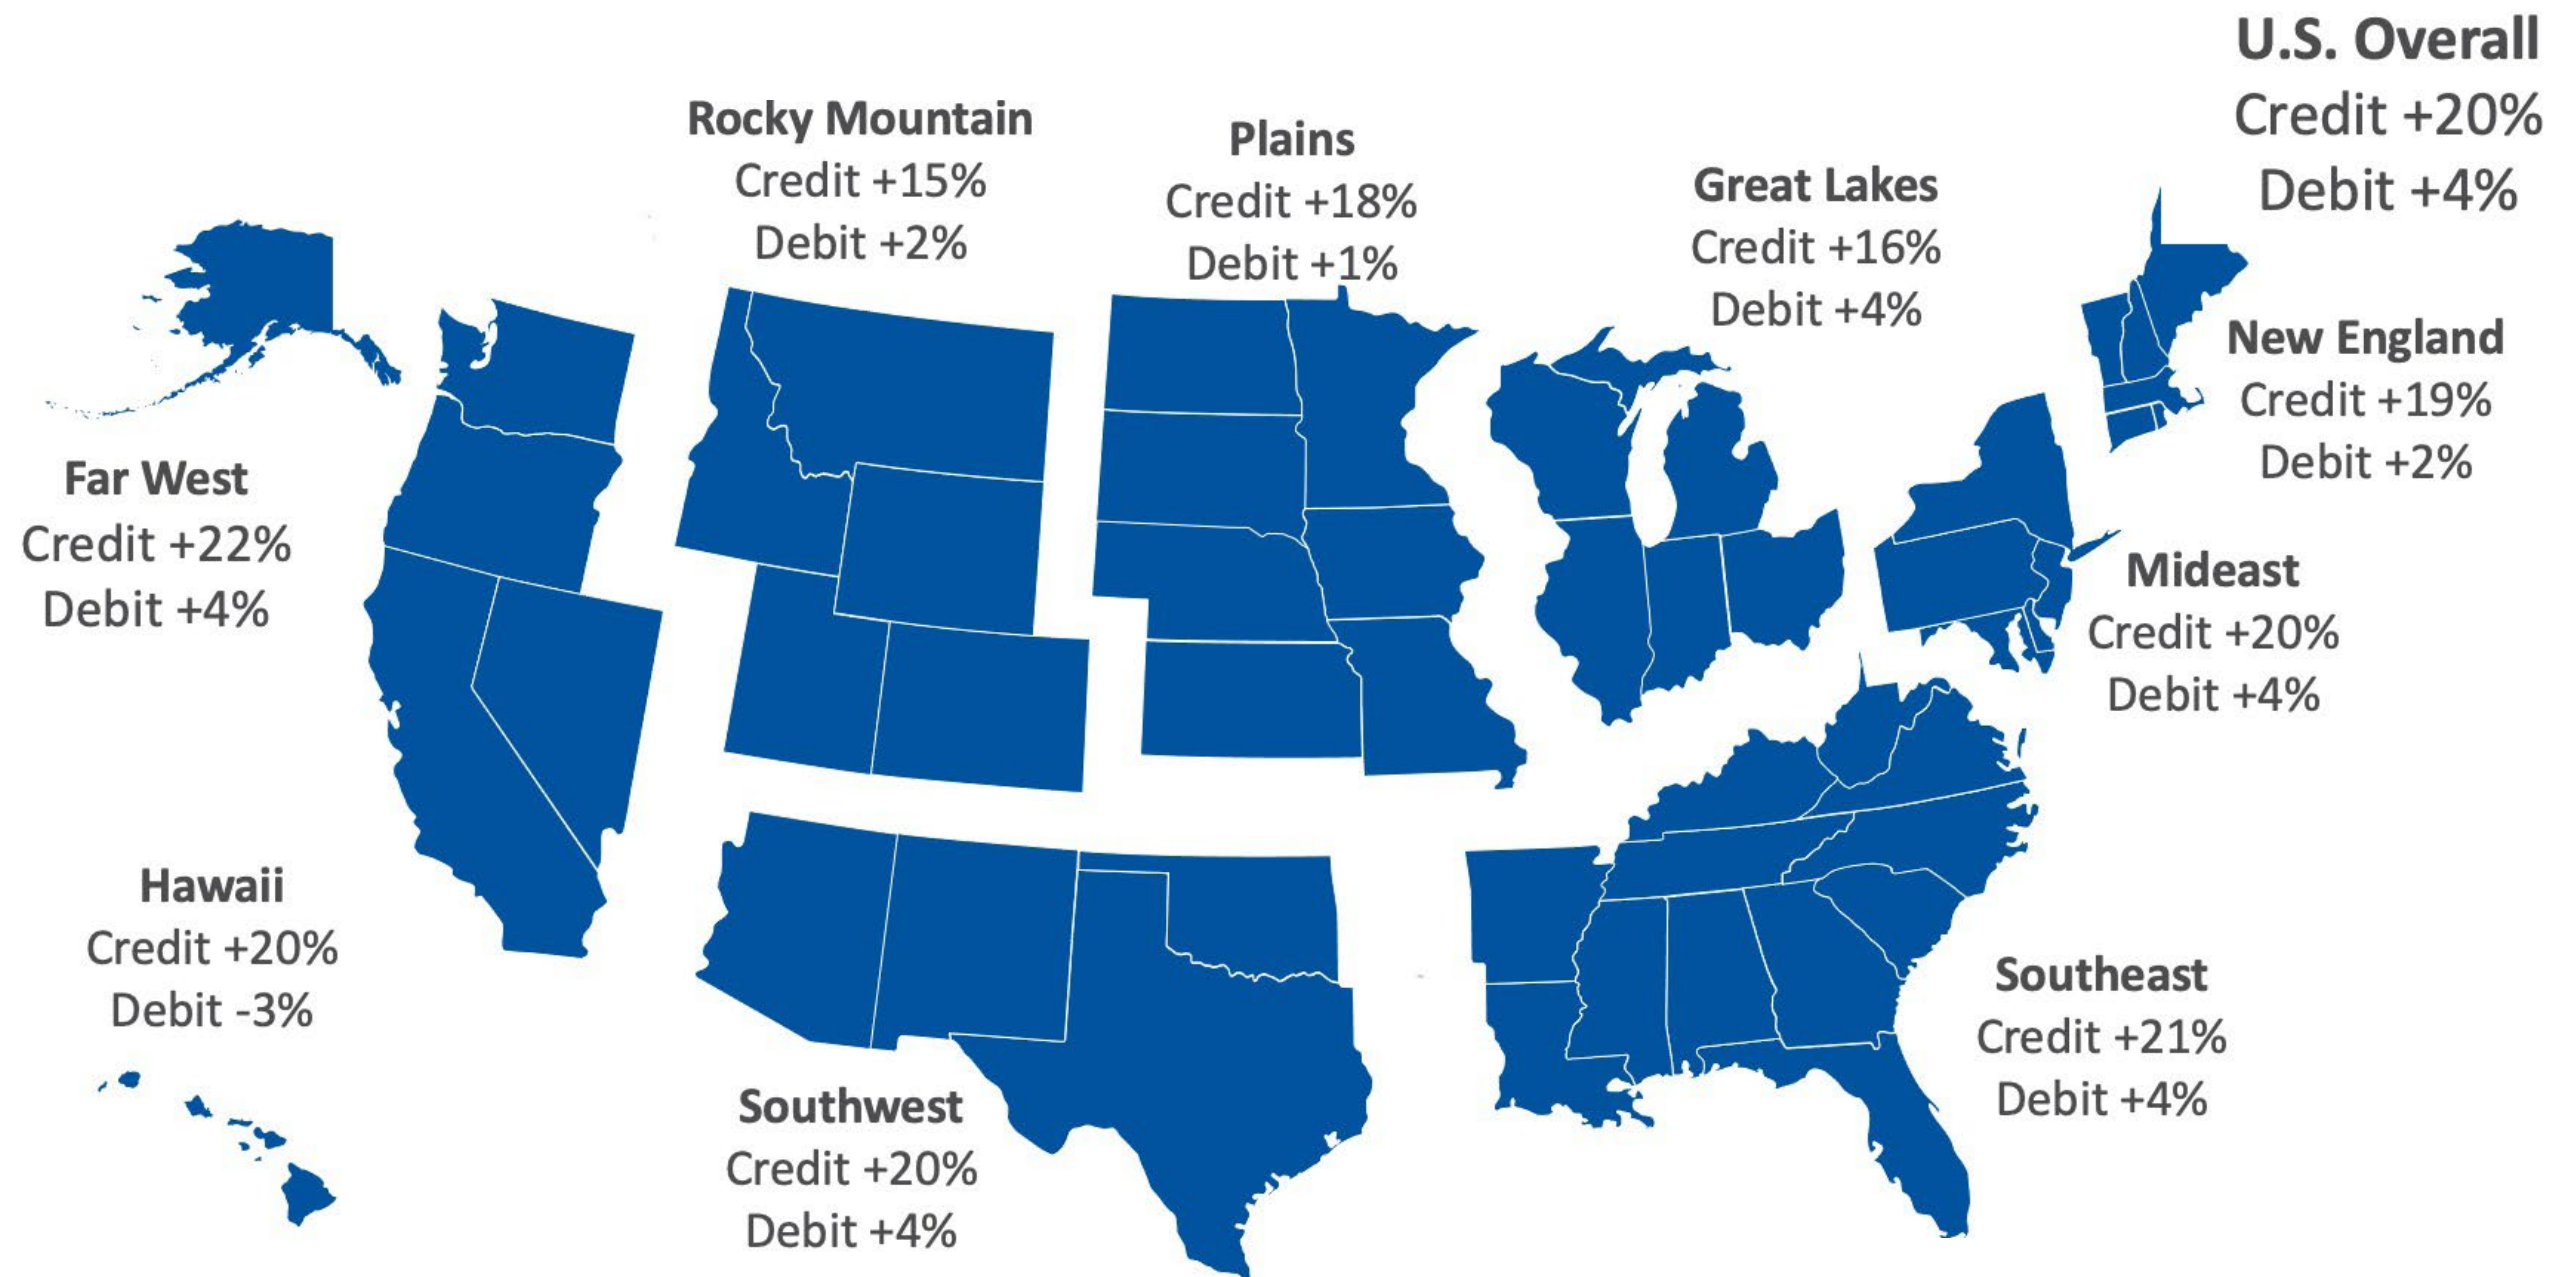 U.S. Overall
Credit +20%
Debit +4%
Rocky Mountain
Credit +15%
Debit +2%
Plains
Credit +18%
Debit +1%
Great Lakes
Credit +16%
Debit +4%
New England
Credit +19%
Debit +2%
Far West
Credit +22%
Debit +4%
Mideast
Credit +20%
Debit +4%
Hawaii
Credit +20%
Debit -3%
Southwest
Credit +20%
Debit +4%
Southeast
Credit +21%
Debit +4%